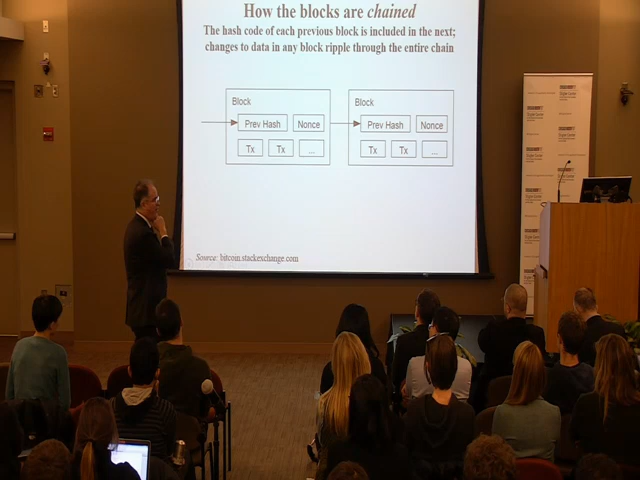 How the blocks are chained
The hash code of each previous block is included in the next;
changes to data in any block ripple through the entire chain
Block
Prev Hash
Nonce
Tx
Tx
...
Block
Prev Hash
Nonce
Tx
Tx
...
Source: bitcoin.stackexchange.com